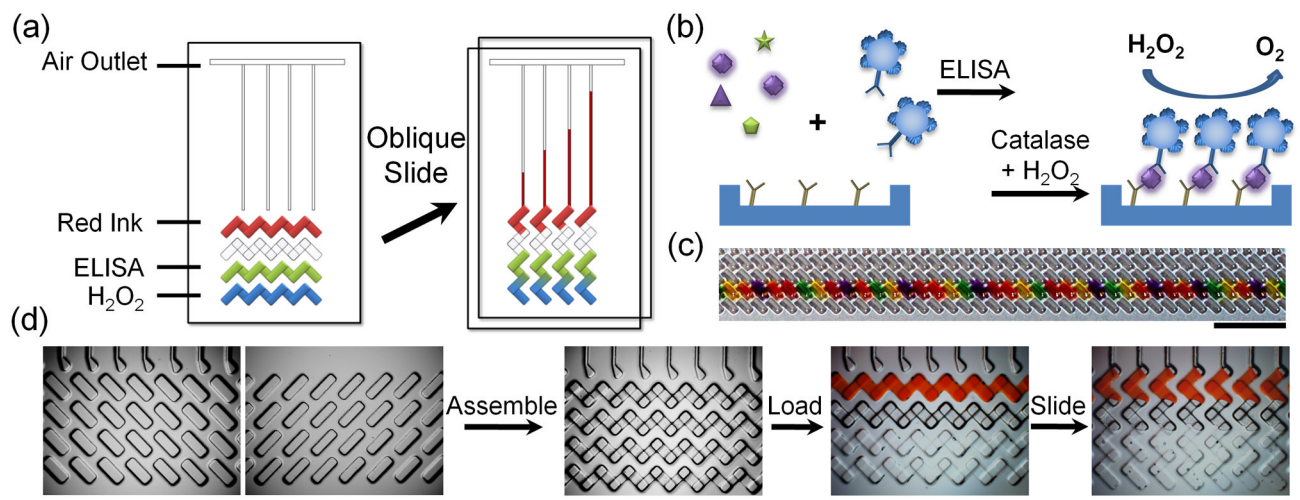 (a)
Air Outlet
Red Ink
ELISA
H₂O₂
Oblique
Slide
(b)
+
ELISA
Catalase
+ H₂O₂
H₂O₂
O₂
(c)
(d)
Assemble
Load
Slide